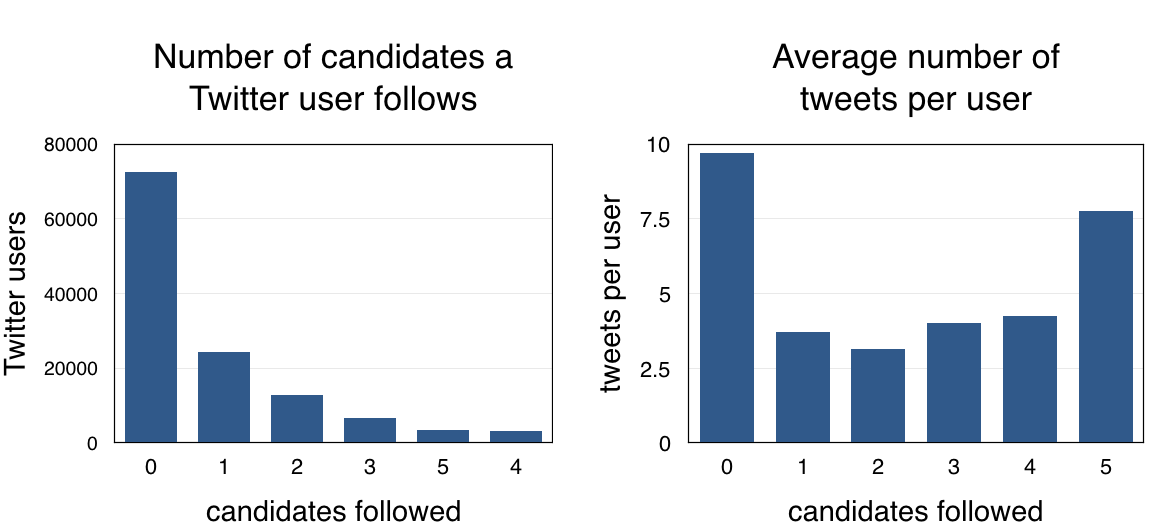 Number of candidates a
Twitter user follows
Twitter users
80000
60000
40000
20000
0
0 1 2 3 5 4
candidates followed
Average number of
tweets per user
tweets per user
10
7.5
5
2.5
0
0 1 2 3 4 5
candidates followed